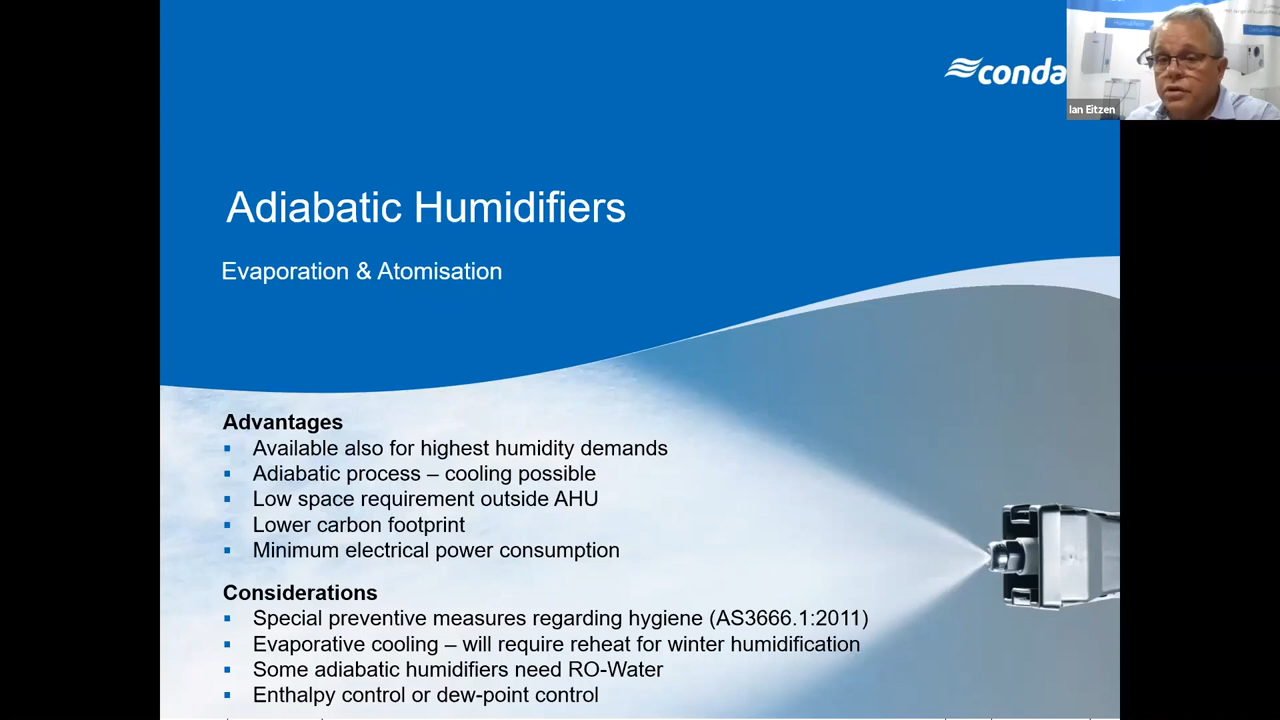 conda
Ian Eitzen
Adiabatic Humidifiers
Evaporation & Atomisation
Advantages
▪ Available also for highest humidity demands
▪ Adiabatic process – cooling possible
▪ Low space requirement outside AHU
▪ Lower carbon footprint
▪ Minimum electrical power consumption
Considerations
▪ Special preventive measures regarding hygiene (AS3666.1:2011)
▪ Evaporative cooling – will require reheat for winter humidification
▪ Some adiabatic humidifiers need RO-Water
▪ Enthalpy control or dew-point control